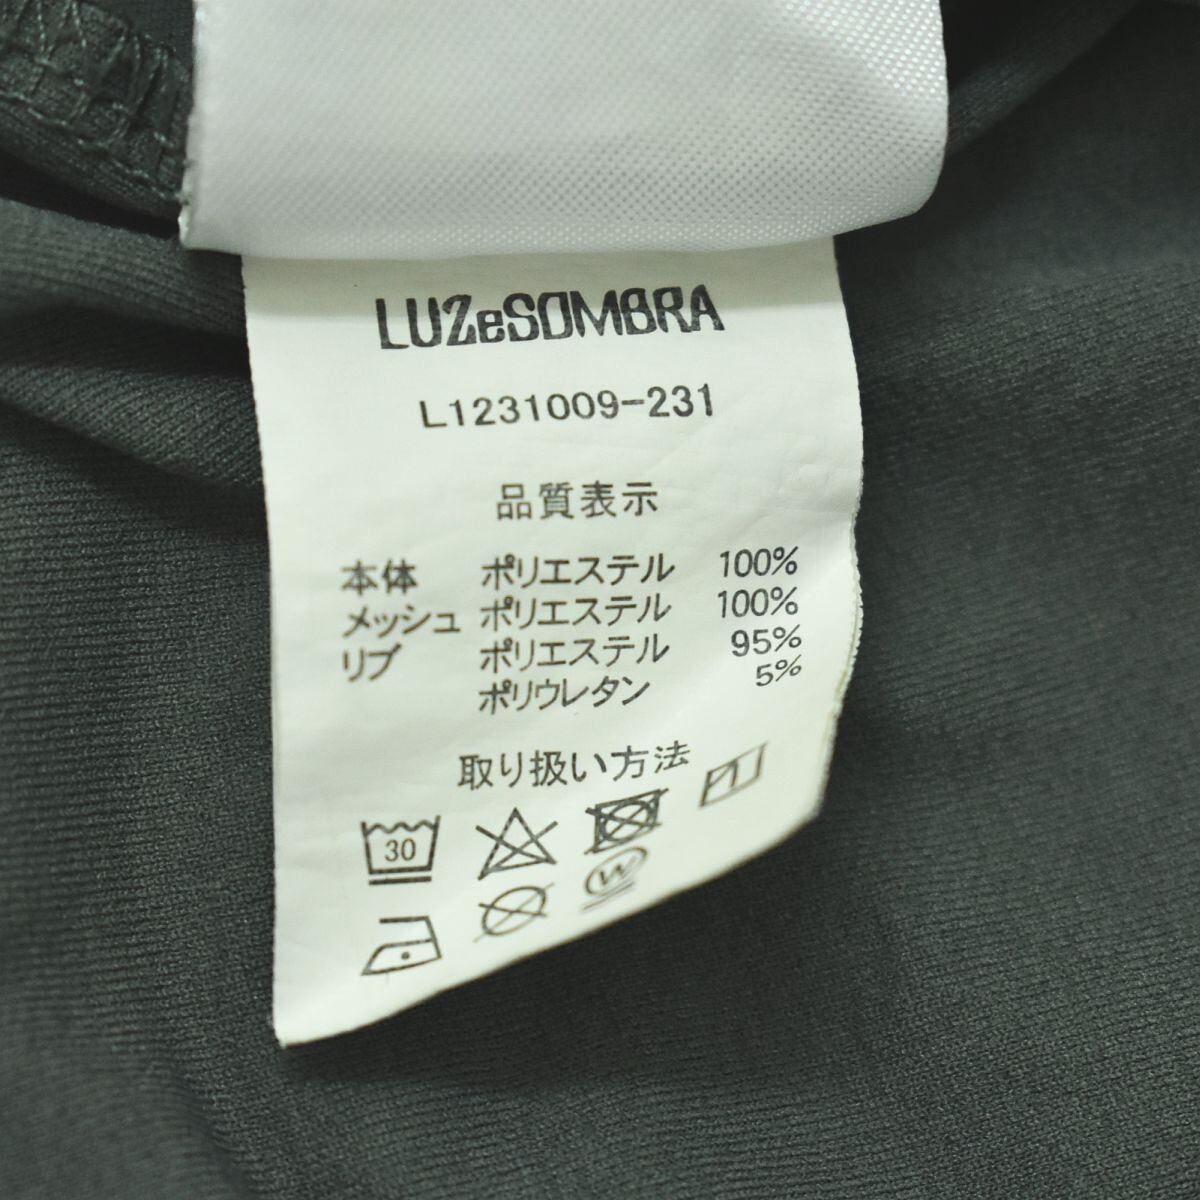 LUZeSOMBRA
L1231009-231
品質表示
本体 ポリエステル 100%
メッシュ ポリエステル 100%
リブ ポリエステル 95%
ポリウレタン 5%
取り扱い方法
30
W